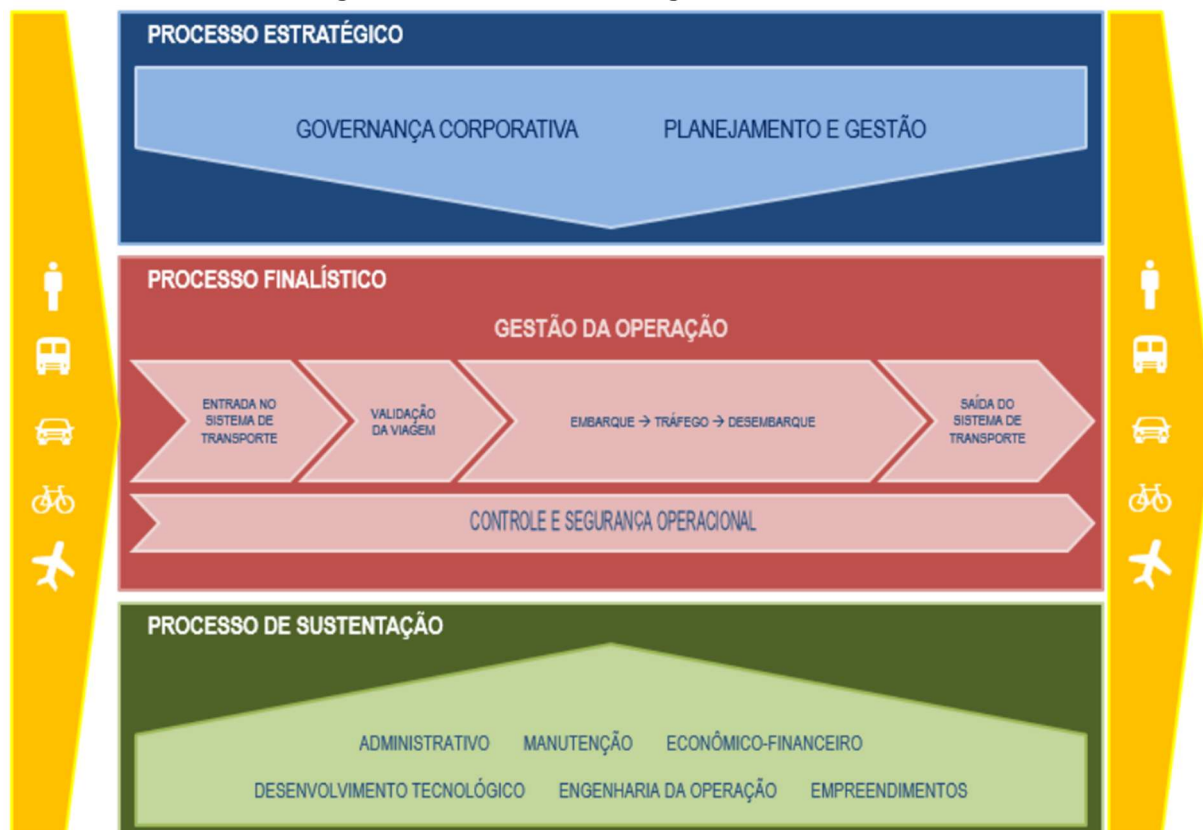 PROCESSO ESTRATÉGICO
GOVERNANÇA CORPORATIVA PLANEJAMENTO E GESTÃO
PROCESSO FINALÍSTICO
GESTÃO DA OPERAÇÃO
ENTRADA NO
SISTEMA DE
TRANSPORTE
VALIDAÇÃO
DA VIAGEM
EMBARQUE → TRÁFEGO → DESEMBARQUE
SAÍDA DO
SISTEMA DE
TRANSPORTE
CONTROLE E SEGURANÇA OPERACIONAL
PROCESSO DE SUSTENTAÇÃO
ADMINISTRATIVO MANUTENÇÃO ECONÔMICO-FINANCEIRO
DESENVOLVIMENTO TECNOLÓGICO ENGENHARIA DA OPERAÇÃO EMPREENDIMENTOS